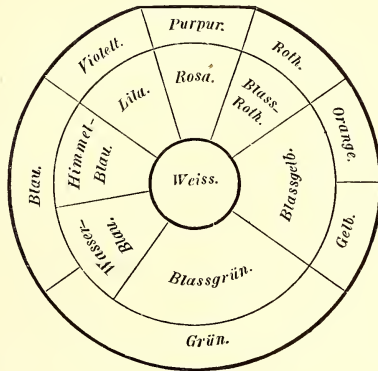 Purpur.
Violett.
Roth.
Rosa.
Lila.
Blass-
Roth.
Orange.
Himmel-
Blau.
Blau.
Weiss.
Blassgelb.
Gelb.
Wasser-
Blau.
Blassgrün.
Grün.